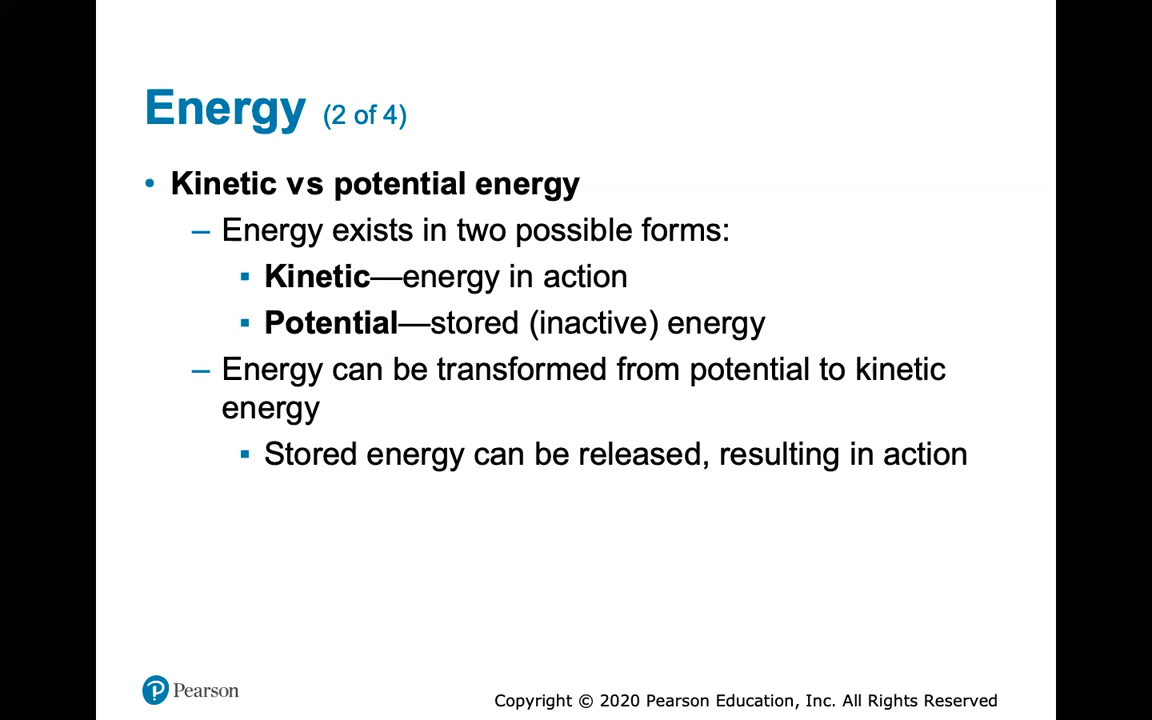 Energy (2 of 4)
• Kinetic vs potential energy
– Energy exists in two possible forms:
▪ Kinetic—energy in action
▪ Potential—stored (inactive) energy
– Energy can be transformed from potential to kinetic
energy
▪ Stored energy can be released, resulting in action
Pearson
Copyright © 2020 Pearson Education, Inc. All Rights Reserved